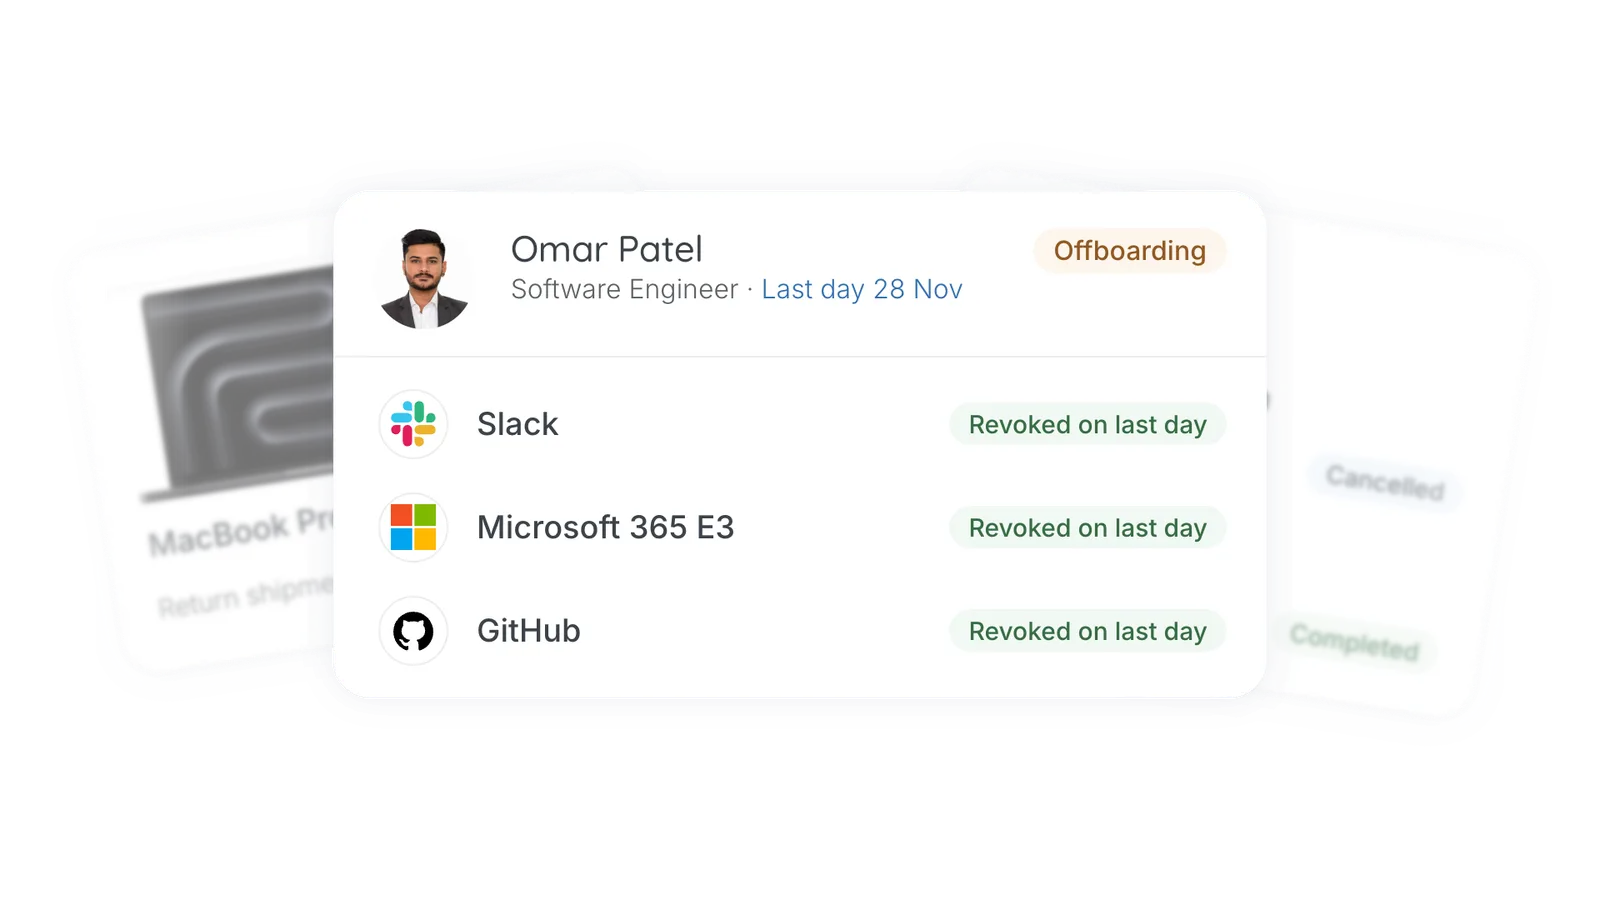 Omar Patel
Offboarding
Software Engineer · Last day 28 Nov
Slack
Revoked on last day
Microsoft 365 E3
Revoked on last day
GitHub
Revoked on last day
MacBook
Return
Cancelled
Completed